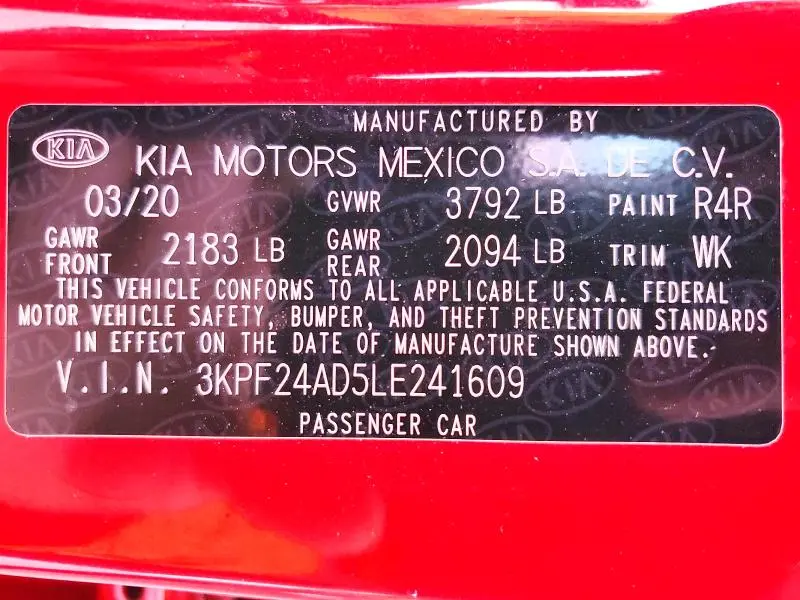 MANUFACTURED BY
KIA KIA MOTORS MEXICO S.A. DE C.V.
03/20 GVWR 3792 LB PAINT R4R
GAWR FRONT 2183 LB GAWR REAR 2094 LB TRIM WK
THIS VEHICLE CONFORMS TO ALL APPLICABLE U.S.A. FEDERAL
MOTOR VEHICLE SAFETY, BUMPER, AND THEFT PREVENTION STANDARDS
IN EFFECT ON THE DATE OF MANUFACTURE SHOWN ABOVE.
V.I.N. 3KPF24AD5LE241609
PASSENGER CAR